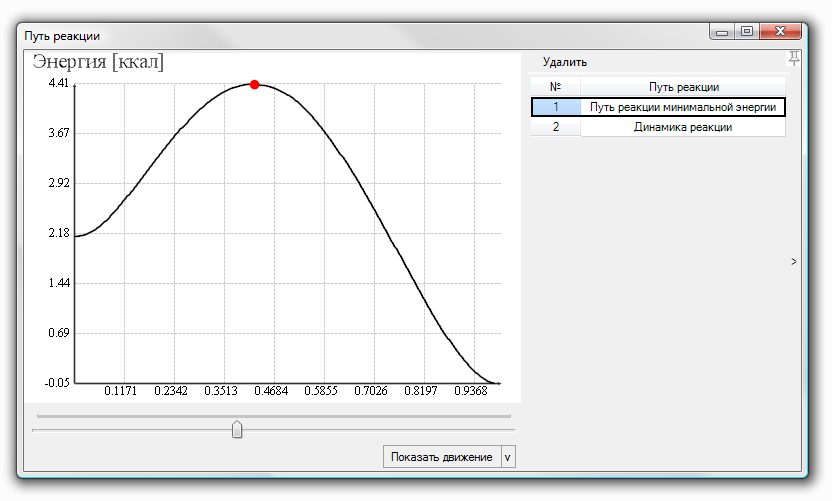 Путь реакции
Энергия [ккал]
4.41
3.67
2.92
2.18
1.44
0.69
-0.05
0.1171 0.2342 0.3513 0.4684 0.5855 0.7026 0.8197 0.9368
Показать движение v
Удалить
№ Путь реакции
1 Путь реакции минимальной энергии
2 Динамика реакции
>